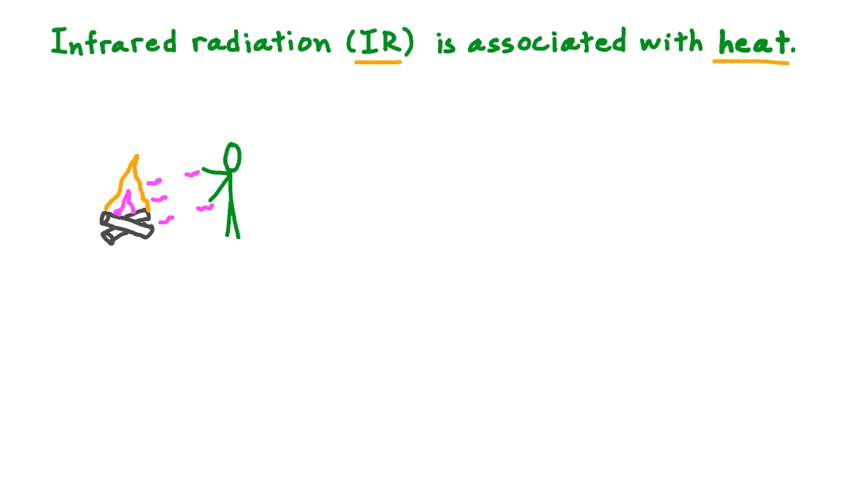 Infrared radiation (IR) is associated with heat.